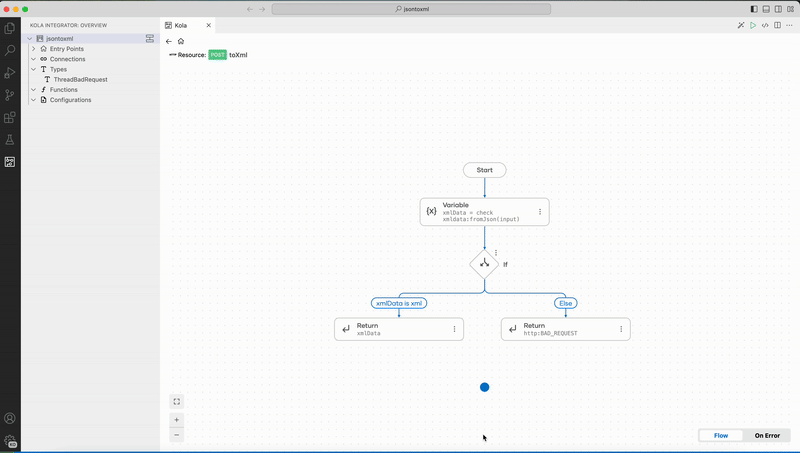 jsontoxml
KOLA INTEGRATOR: OVERVIEW
Kola
jsontoxml
Entry Points
Connections
Types
ThreadBadRequest
Functions
Configurations
Resource: POST toXml
Start
Variable
{x}
xmlData = check
xmldata:fromJson(input)
If
xmlData is xml
Else
Return
xmlData
Return
http:BAD_REQUEST
Flow
On Error